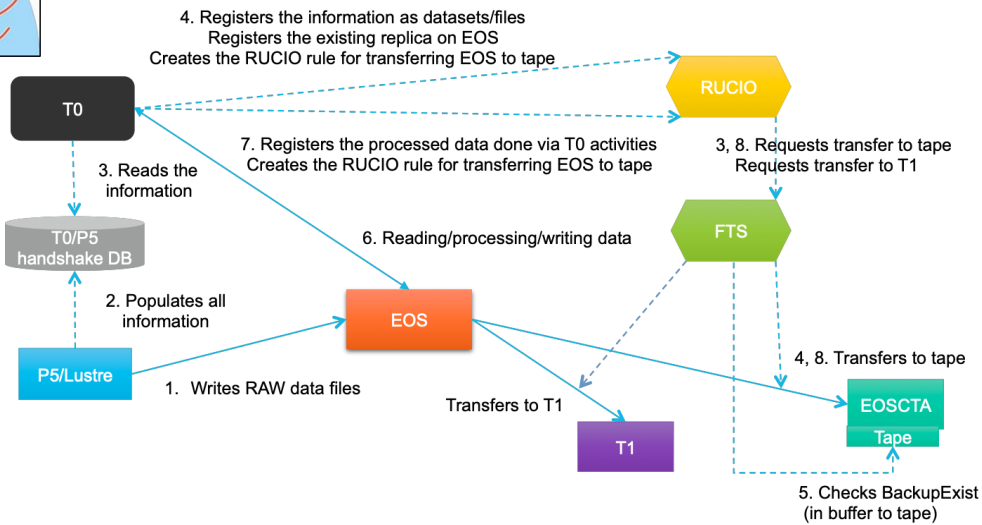 4. Registers the information as datasets/files
Registers the existing replica on EOS
Creates the RUCIO rule for transferring EOS to tape
RUCIO
T0
7. Registers the processed data done via T0 activities
Creates the RUCIO rule for transferring EOS to tape
3, 8. Requests transfer to tape
Requests transfer to T1
3. Reads the
information
T0/P5
handshake DB
FTS
6. Reading/processing/writing data
2. Populates all
information
EOS
P5/Lustre
1. Writes RAW data files
4, 8. Transfers to tape
Transfers to T1
EOSCTA
Tape
T1
5. Checks BackupExist
(in buffer to tape)